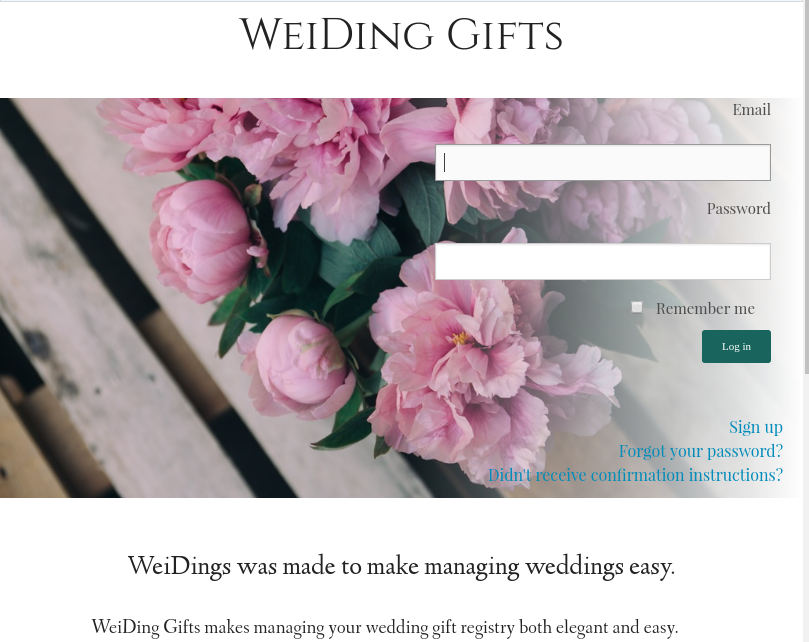 WeiDing Gifts
Email
Password
Remember me
Log in
Sign up
Forgot your password?
Didn't receive confirmation instructions?
WeiDings was made to make managing weddings easy.
WeiDing Gifts makes managing your wedding gift registry both elegant and easy.